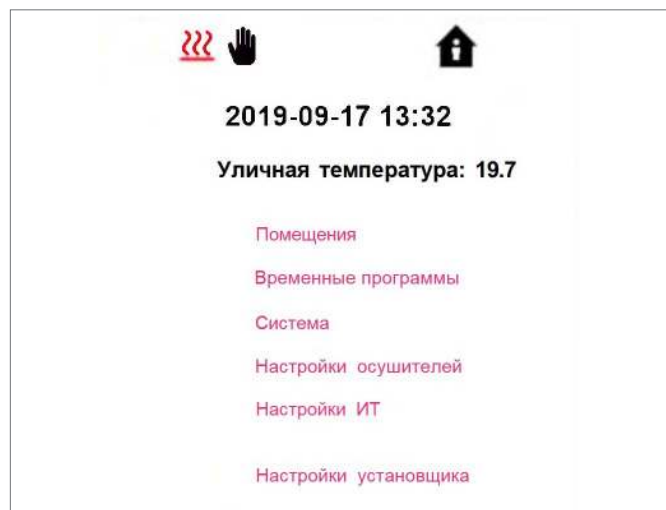 2019-09-17 13:32
Уличная температура: 19.7
Помещения
Временные программы
Система
Настройки осушителей
Настройки ИТ
Настройки установщика